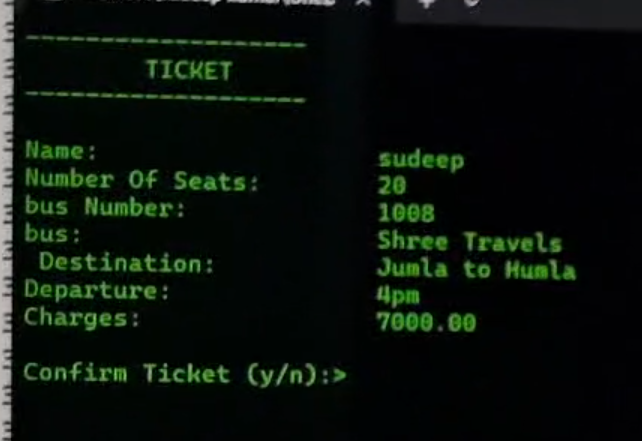 --------------------
TICKET
--------------------
Name: sudeep
Number Of Seats: 20
bus Number: 1008
bus: Shree Travels
Destination: Jumla to Humla
Departure: 4pm
Charges: 7000.00
Confirm Ticket (y/n):>